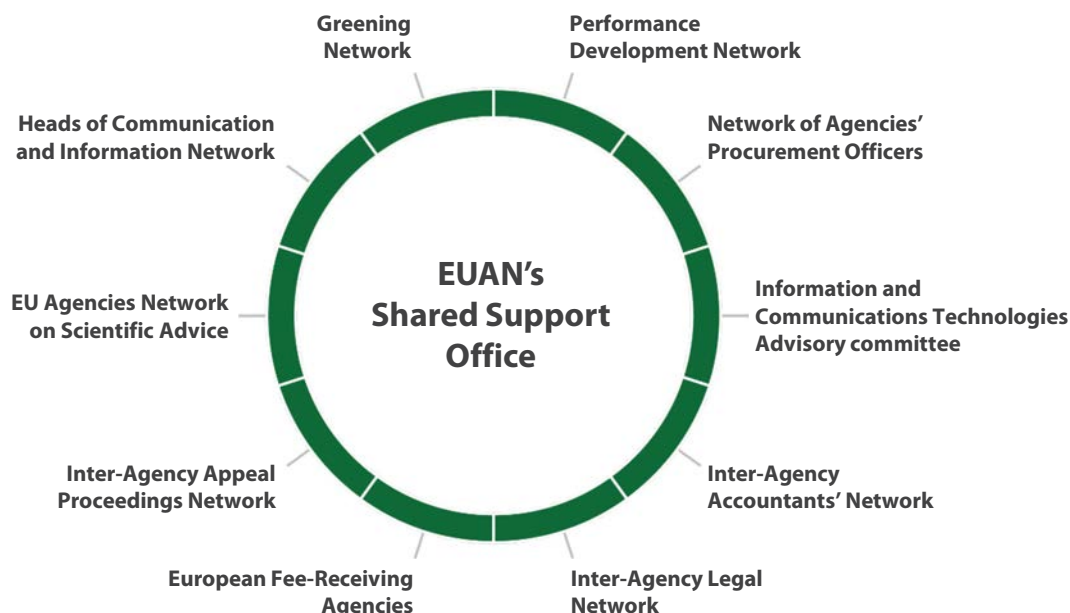 Greening
Network
Performance
Development Network
Heads of Communication
and Information Network
Network of Agencies’
Procurement Officers
EUAN’s
Shared Support
Office
EU Agencies Network
on Scientific Advice
Information and
Communications Technologies
Advisory committee
Inter-Agency Appeal
Proceedings Network
Inter-Agency
Accountants’ Network
European Fee-Receiving
Agencies
Inter-Agency Legal
Network